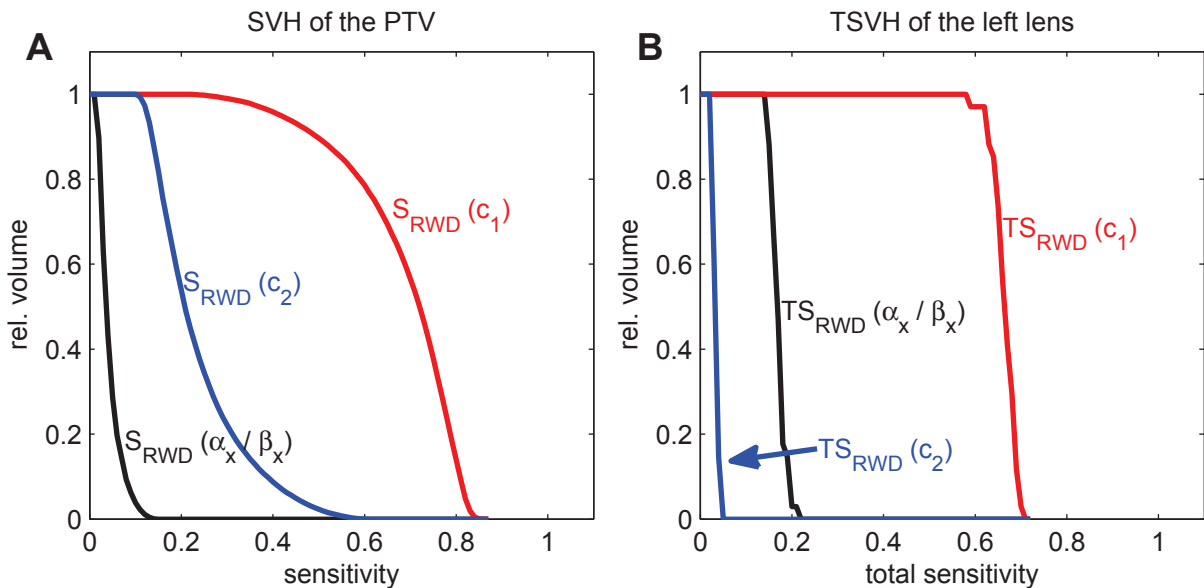 SVH of the PTV
A
rel. volume
1
0.8
0.6
0.4
0.2
0
0 0.2 0.4 0.6 0.8 1
sensitivity
S_RWD (c_1)
S_RWD (c_2)
S_RWD (α_x / β_x)
TSVH of the left lens
B
rel. volume
1
0.8
0.6
0.4
0.2
0
0 0.2 0.4 0.6 0.8 1
total sensitivity
TS_RWD (c_1)
TS_RWD (α_x / β_x)
TS_RWD (c_2)